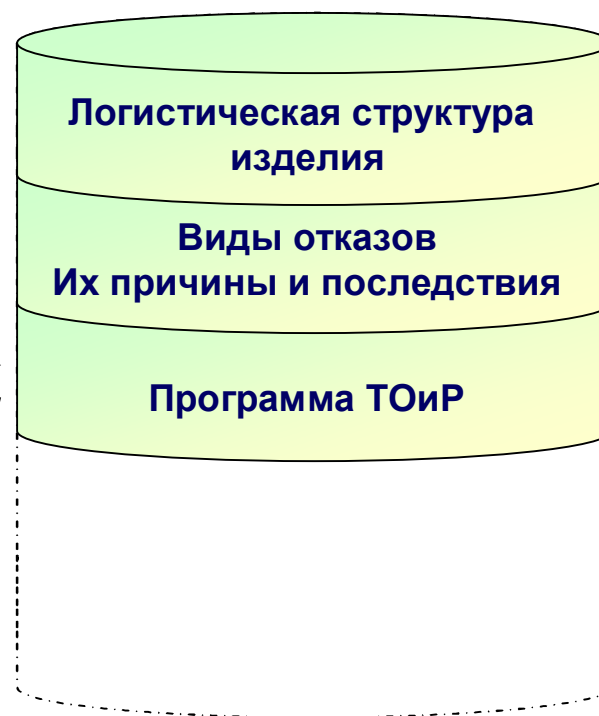 Логистическая структура
изделия
Виды отказов
Их причины и последствия
Программа ТОиР